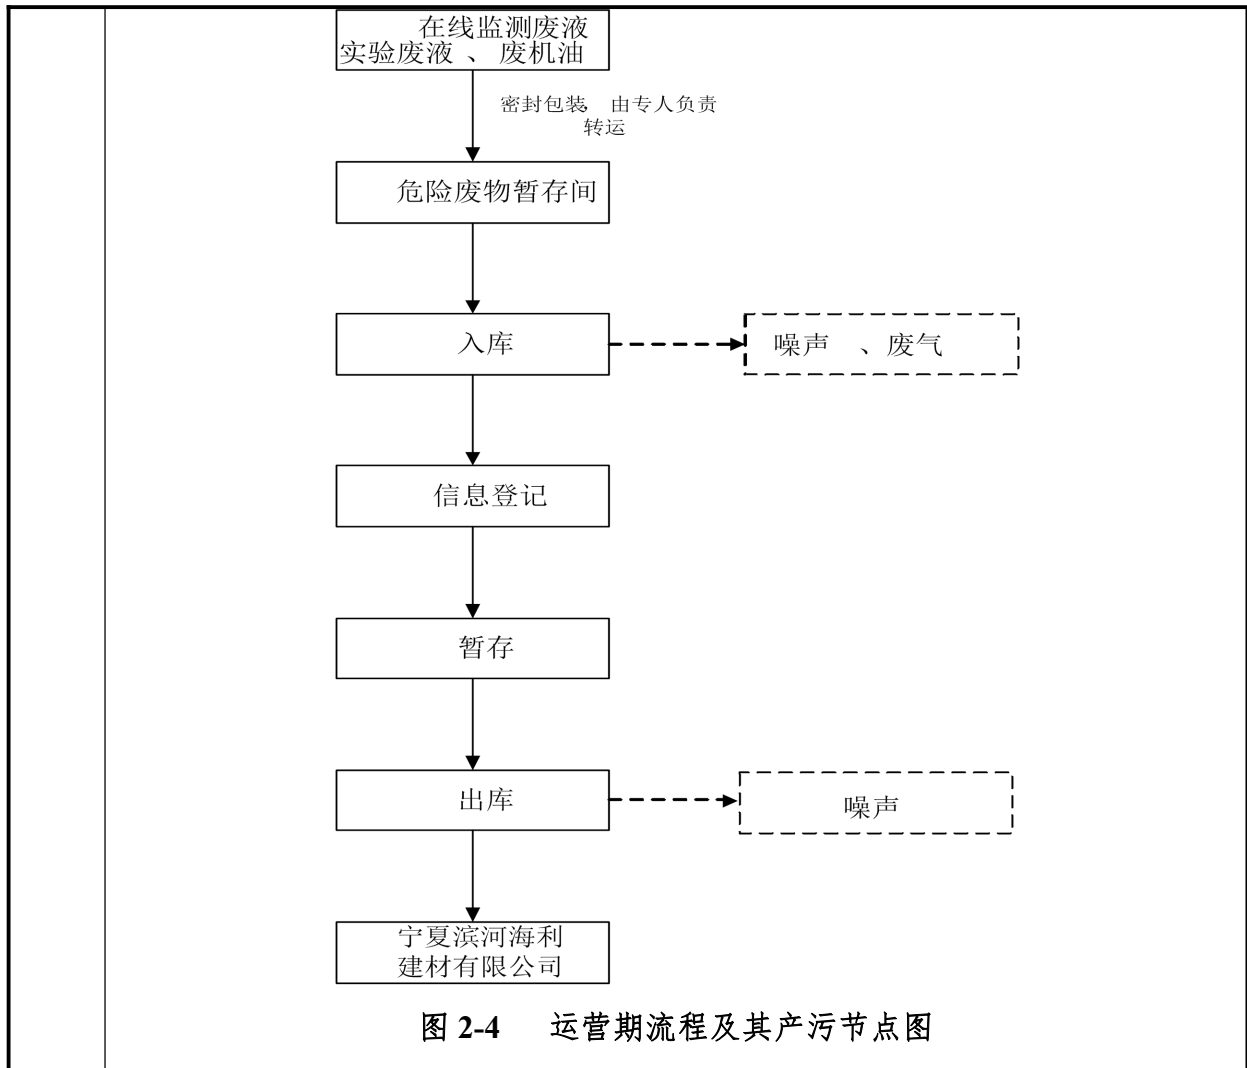 在线监测废液
实验废液 、 废机油
密封包装, 由专人负责
转运
危险废物暂存间
入库
噪声 、废气
信息登记
暂存
出库
噪声
宁夏滨河海利
建材有限公司
图 2-4 运营期流程及其产污节点图